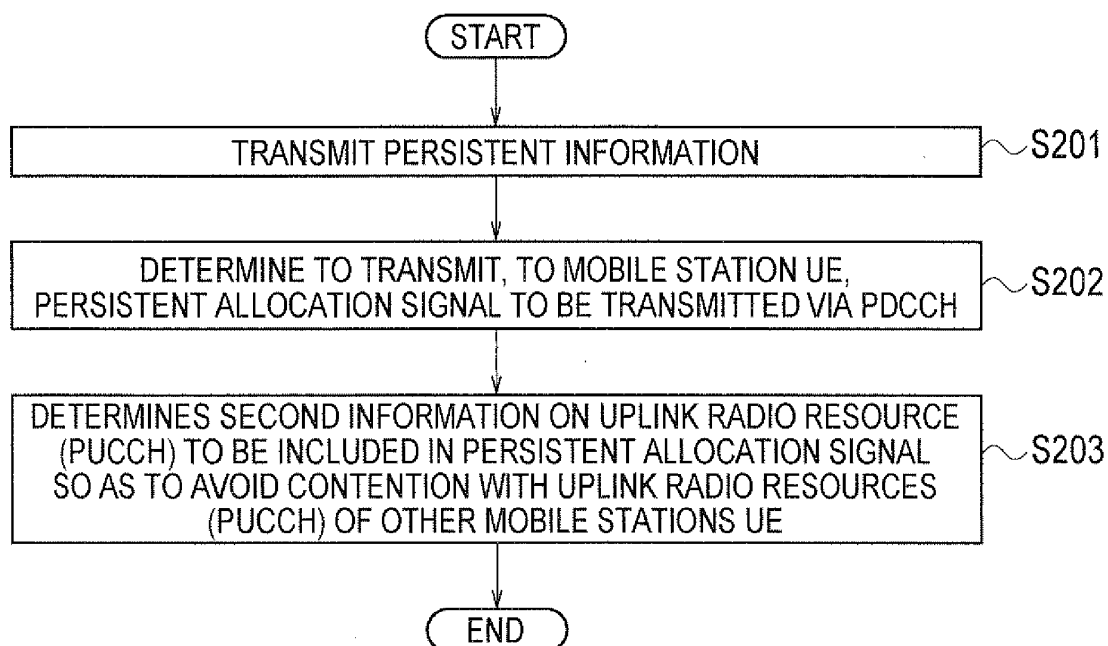 START
TRANSMIT PERSISTENT INFORMATION
S201
DETERMINE TO TRANSMIT, TO MOBILE STATION UE,
PERSISTENT ALLOCATION SIGNAL TO BE TRANSMITTED VIA PDCCH
S202
DETERMINES SECOND INFORMATION ON UPLINK RADIO RESOURCE
(PUCCH) TO BE INCLUDED IN PERSISTENT ALLOCATION SIGNAL
SO AS TO AVOID CONTENTION WITH UPLINK RADIO RESOURCES
(PUCCH) OF OTHER MOBILE STATIONS UE
S203
END